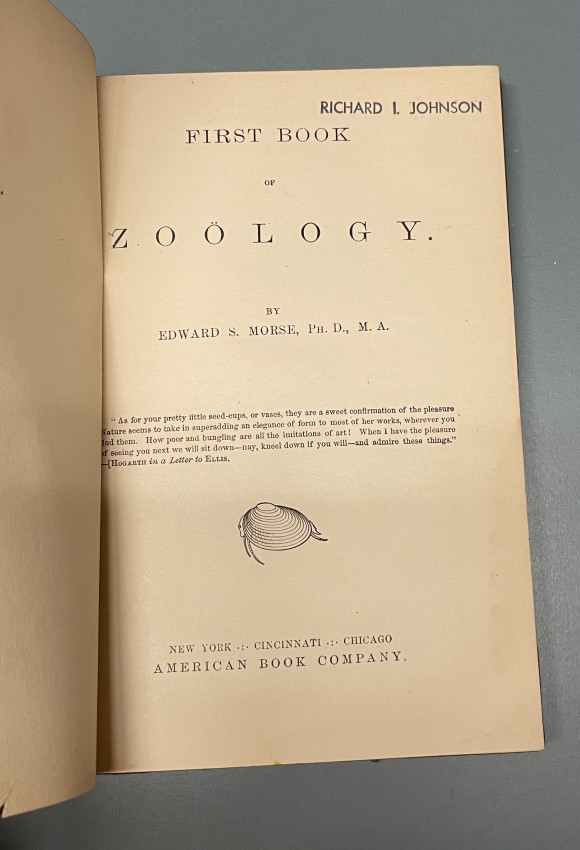 RICHARD I. JOHNSON
FIRST BOOK
OF
ZOÖLOGY.
BY
EDWARD S. MORSE, Ph. D., M. A.
"As for your pretty little seed-cups, or vases, they are a sweet confirmation of the pleasure
Nature seems to take in superadding an elegance of form to most of her works, wherever you
find them. How poor and bungling are all the imitations of art! When I have the pleasure
of seeing you next we will sit down—nay, kneel down if you will—and admire these things."
—[Hogarth in a Letter to Ellis.
NEW YORK .:. CINCINNATI .:. CHICAGO
AMERICAN BOOK COMPANY.